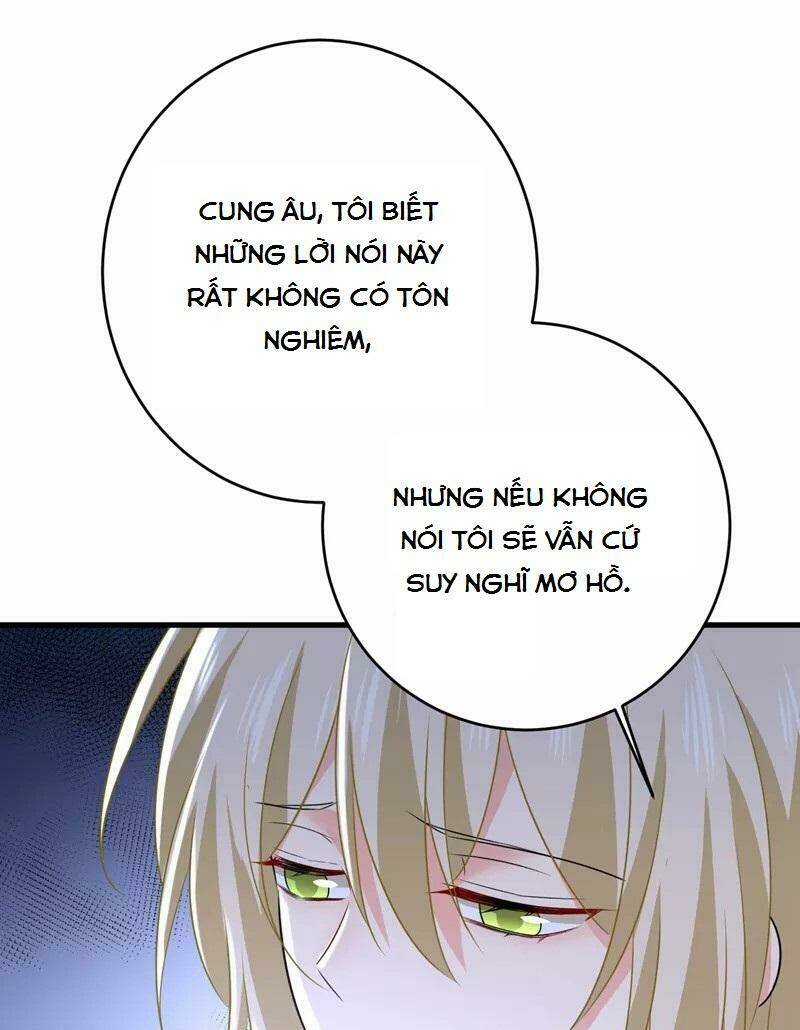 CUNG ÂU, TÔI BIẾT
NHỮNG LỜI NÓI NÀY
RẤT KHÔNG CÓ TÔN
NGHIÊM,
NHƯNG NẾU KHÔNG
NÓI TÔI SẼ VẪN CỨ
SUY NGHĨ MƠ HỒ.